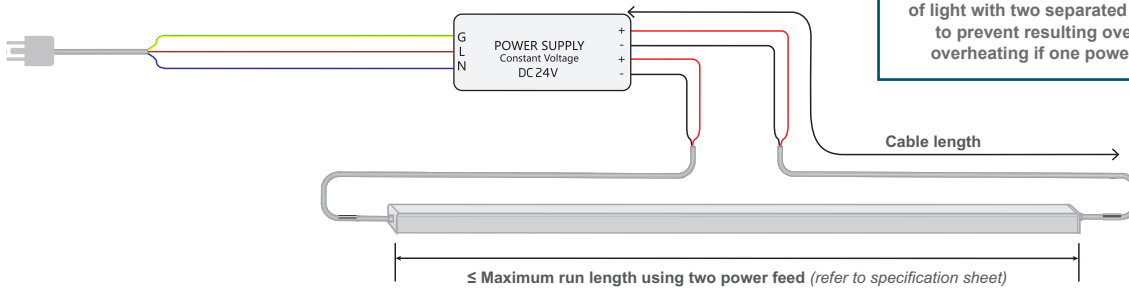 of light with two separated
to prevent resulting ove
overheating if one powe
G
L
N
POWER SUPPLY
Constant Voltage
DC 24V
+
-
+
-
Cable length
≤ Maximum run length using two power feed (refer to specification sheet)